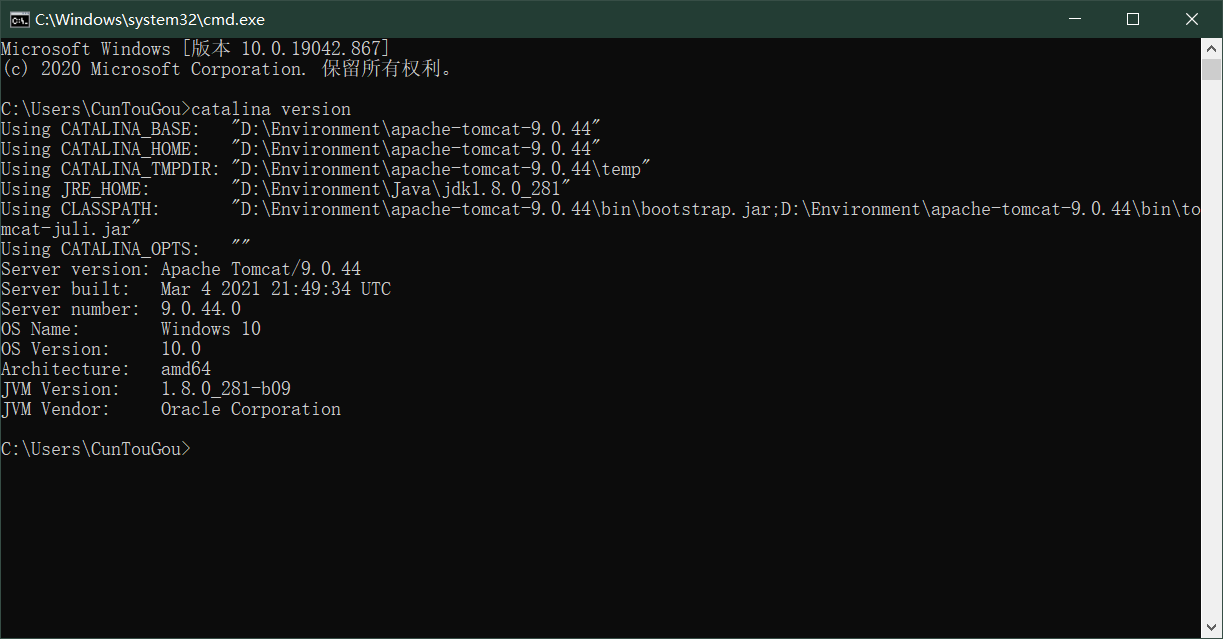 C:\Windows\system32\cmd.exe
Microsoft Windows [版本 10.0.19042.867]
(c) 2020 Microsoft Corporation. 保留所有权利。
C:\Users\CunTouGou>catalina version
Using CATALINA_BASE:   "D:\Environment\apache-tomcat-9.0.44"
Using CATALINA_HOME:   "D:\Environment\apache-tomcat-9.0.44"
Using CATALINA_TMPDIR: "D:\Environment\apache-tomcat-9.0.44\temp"
Using JRE_HOME:        "D:\Environment\Java\jdk1.8.0_281"
Using CLASSPATH:       "D:\Environment\apache-tomcat-9.0.44\bin\bootstrap.jar;D:\Environment\apache-tomcat-9.0.44\bin\to
mcat-juli.jar"
Using CATALINA_OPTS:   ""
Server version: Apache Tomcat/9.0.44
Server built:   Mar 4 2021 21:49:34 UTC
Server number:  9.0.44.0
OS Name:        Windows 10
OS Version:     10.0
Architecture:   amd64
JVM Version:    1.8.0_281-b09
JVM Vendor:     Oracle Corporation
C:\Users\CunTouGou>